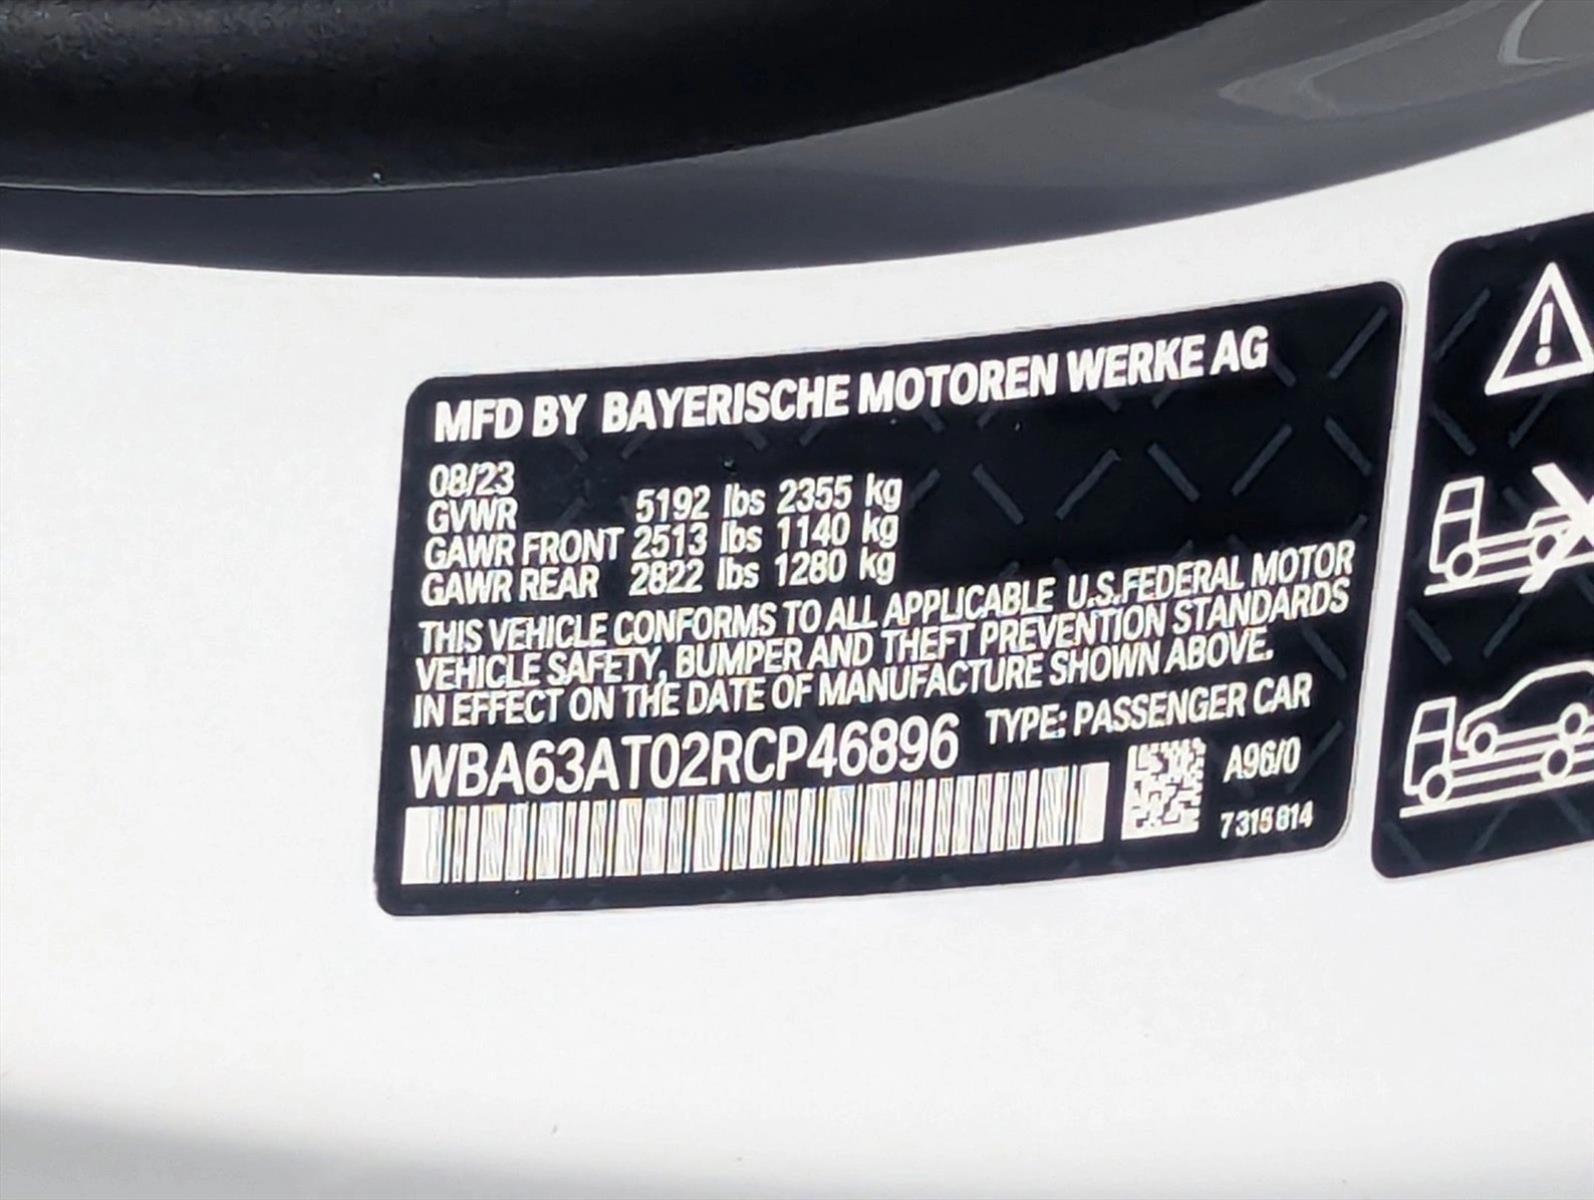 MFD BY BAYERISCHE MOTOREN WERKE AG
08/23
GVWR 5192 lbs 2355 kg
GAWR FRONT 2513 lbs 1140 kg
GAWR REAR 2822 lbs 1280 kg
THIS VEHICLE CONFORMS TO ALL APPLICABLE U.S.FEDERAL MOTOR
VEHICLE SAFETY, BUMPER AND THEFT PREVENTION STANDARDS
IN EFFECT ON THE DATE OF MANUFACTURE SHOWN ABOVE.
WBA63AT02RCP46896 TYPE: PASSENGER CAR
A96/0
7315814